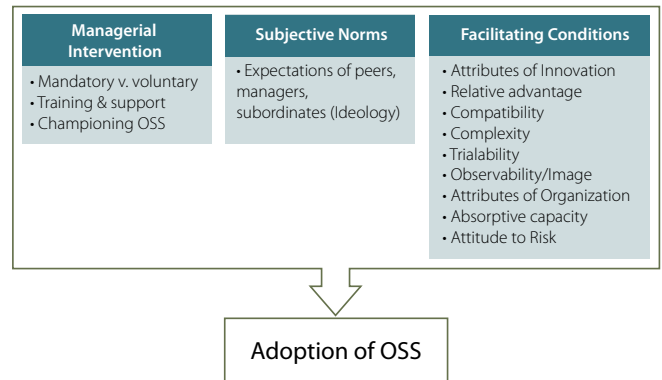 Managerial
Intervention
• Mandatory v. voluntary
• Training & support
• Championing OSS
Subjective Norms
• Expectations of peers,
managers,
subordinates (Ideology)
Facilitating Conditions
• Attributes of Innovation
• Relative advantage
• Compatibility
• Complexity
• Trialability
• Observability/Image
• Attributes of Organization
• Absorptive capacity
• Attitude to Risk
Adoption of OSS